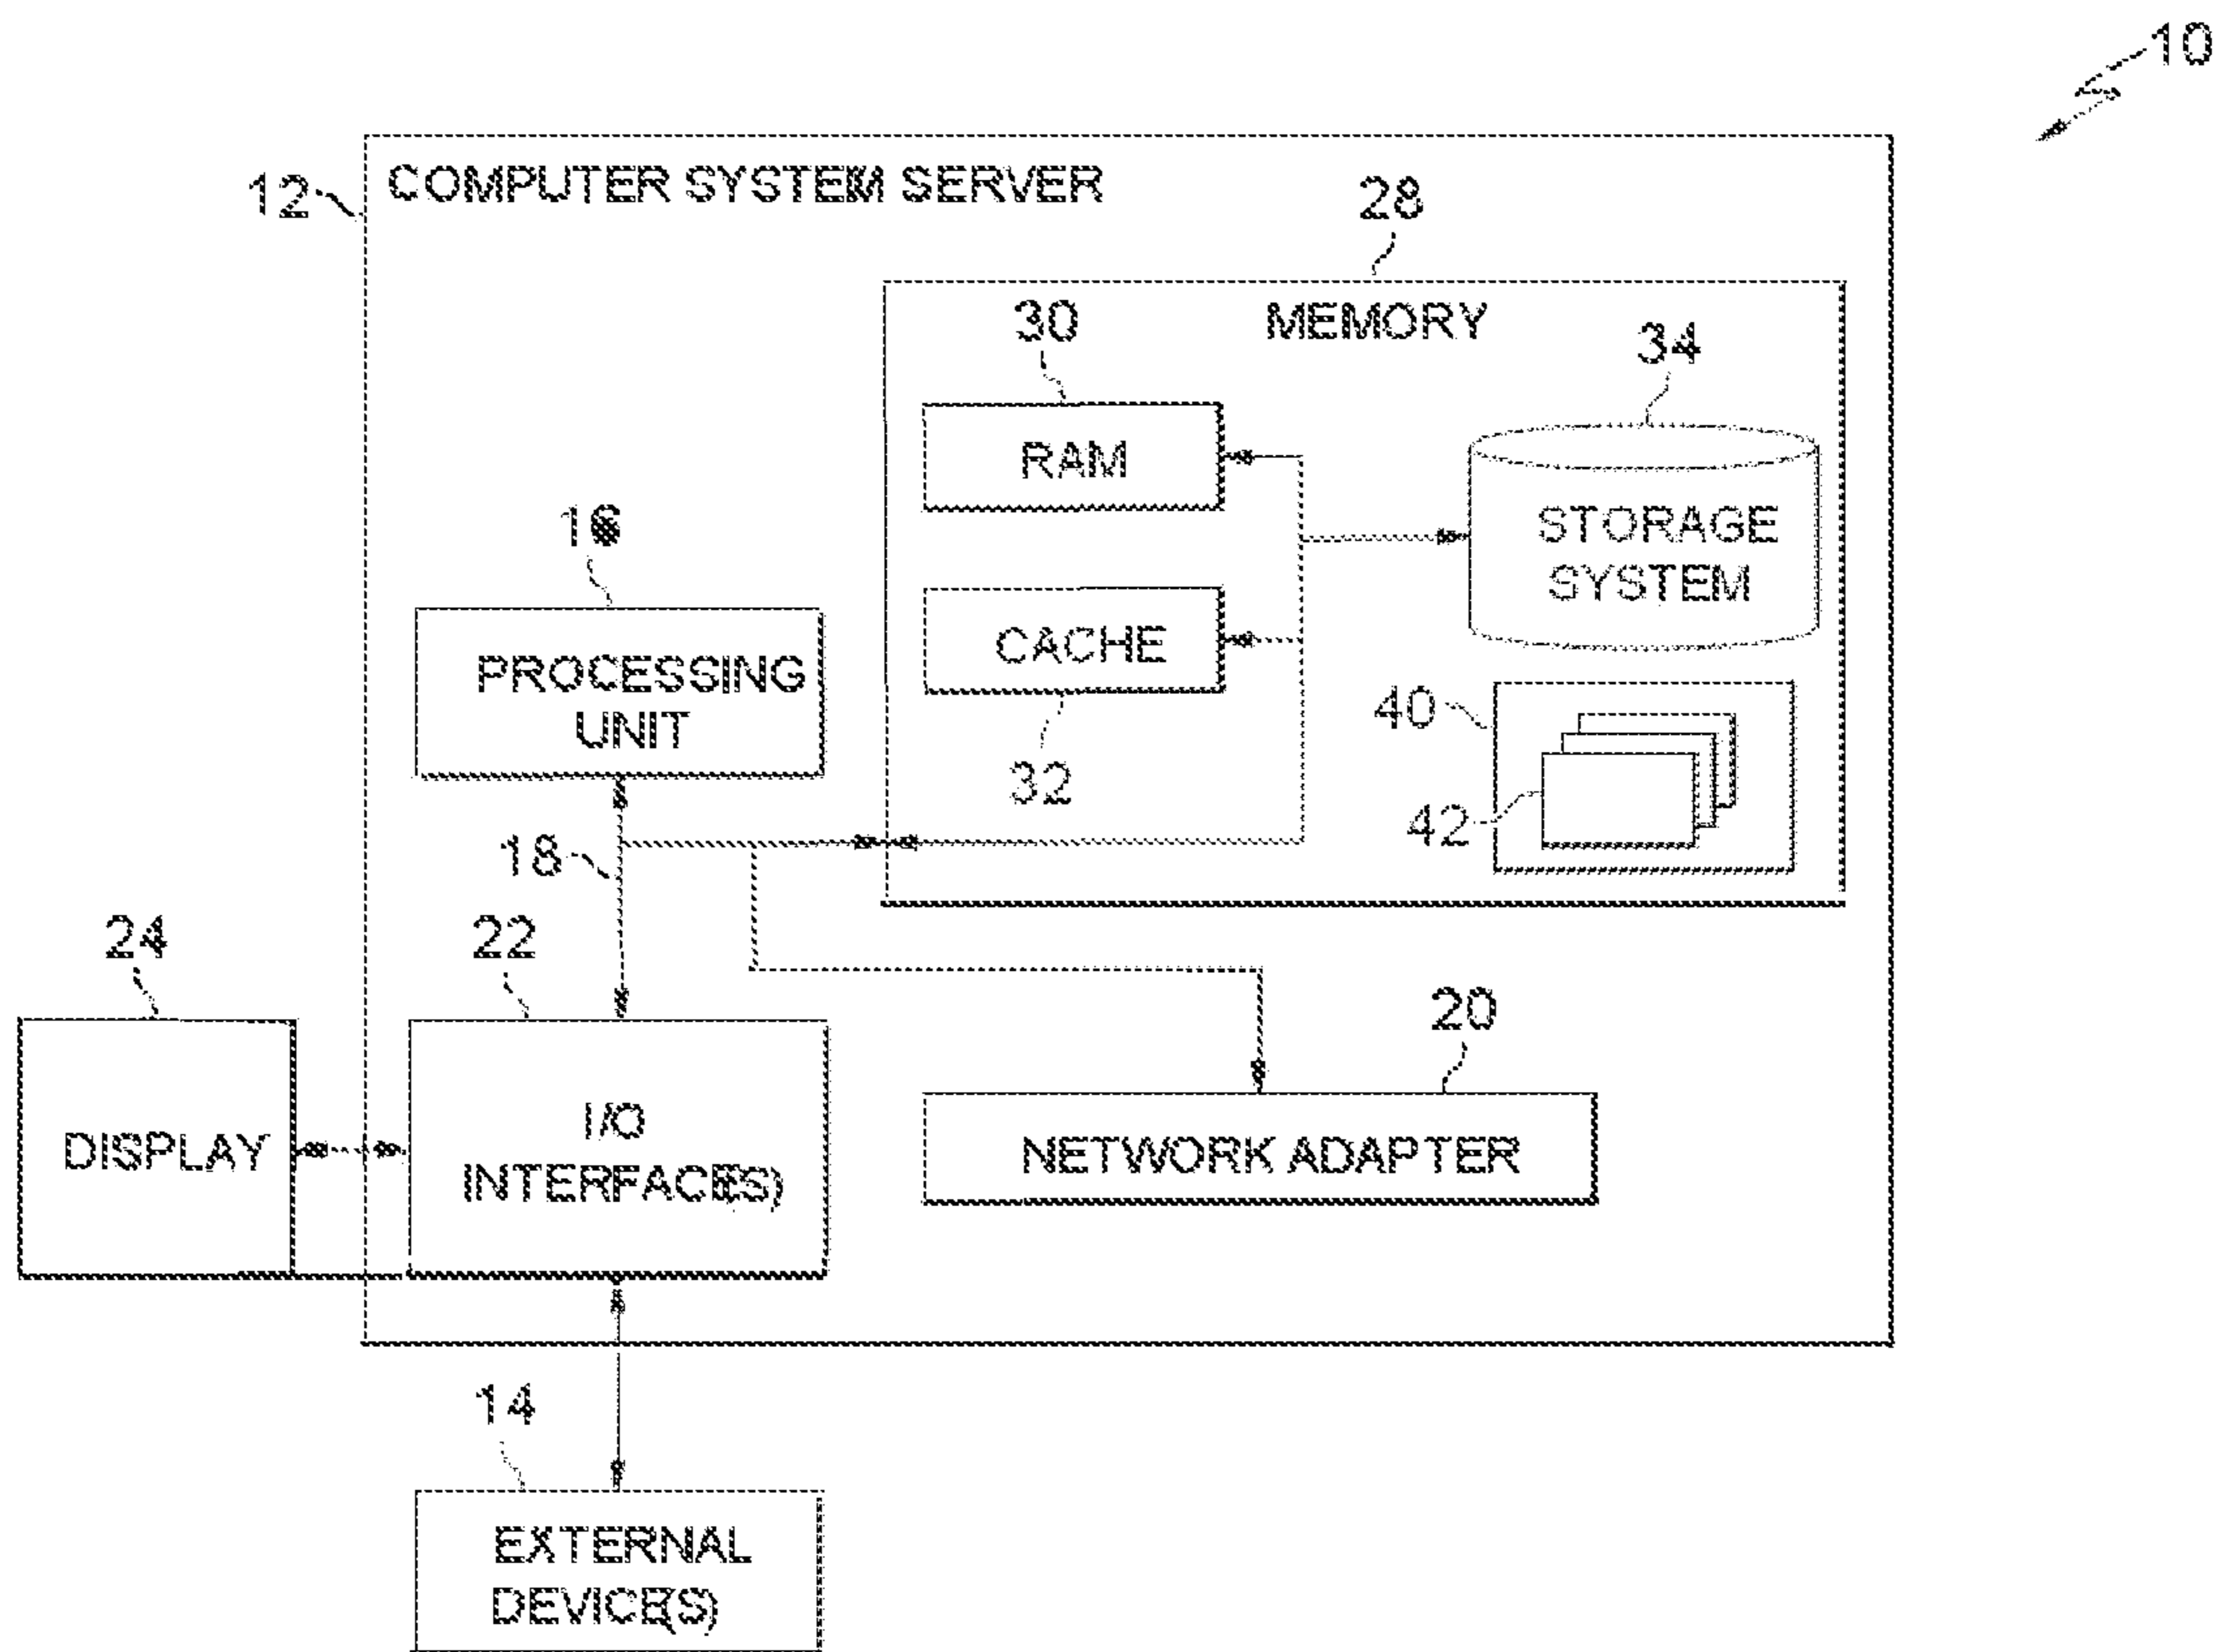 10
12
COMPUTER SYSTEM SERVER
28
MEMORY
30
34
RAM
STORAGE
SYSTEM
16
CACHE
PROCESSING
UNIT
32
40
42
18
24
22
20
DISPLAY
I/O
INTERFACE(S)
NETWORK ADAPTER
14
EXTERNAL
DEVICE(S)